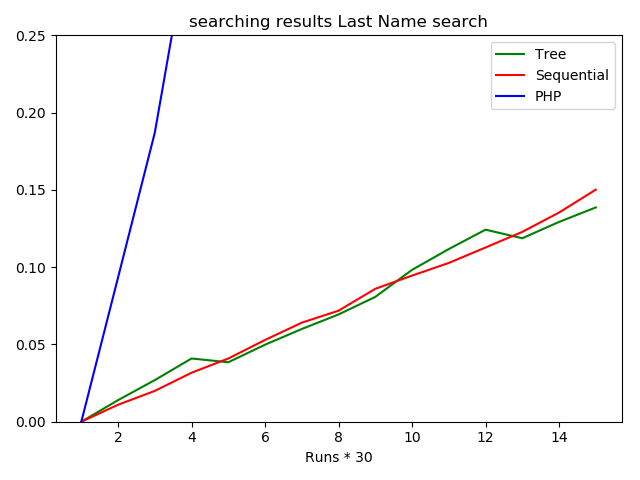 searching results Last Name search
0.25
0.20
0.15
0.10
0.05
0.00
Tree
Sequential
PHP
2 4 6 8 10 12 14
Runs * 30